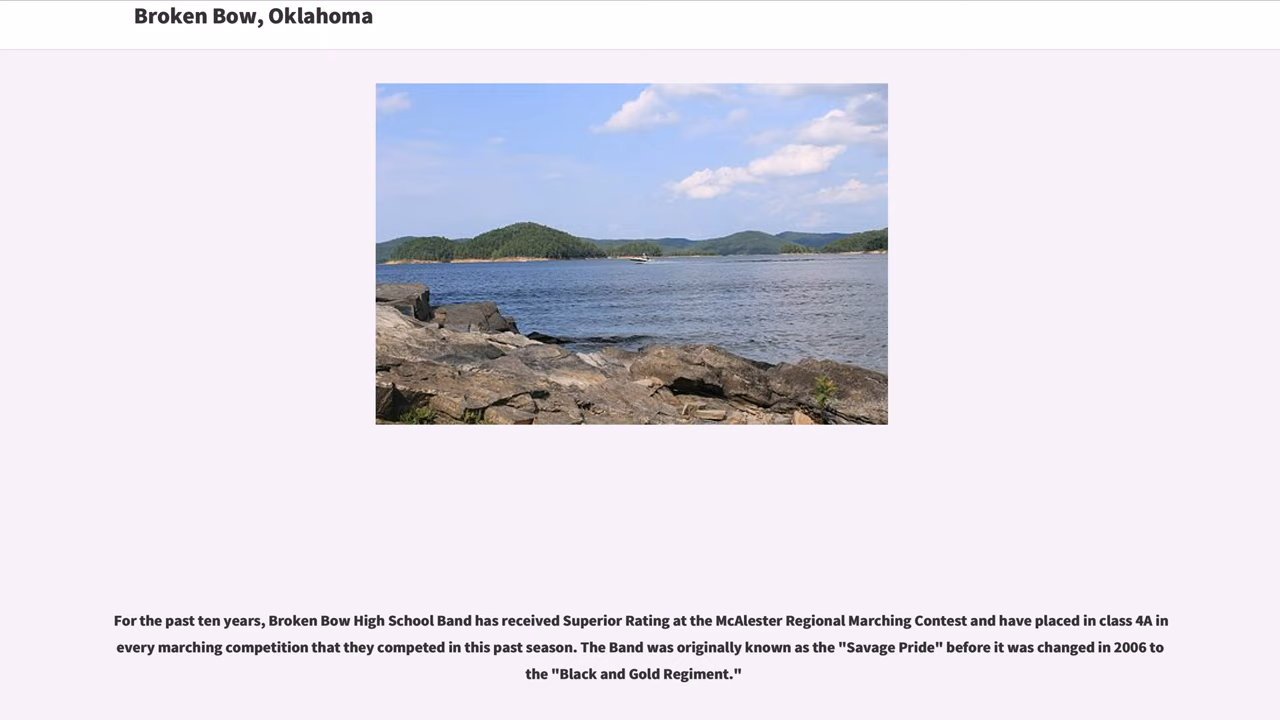 Broken Bow, Oklahoma
For the past ten years, Broken Bow High School Band has received Superior Rating at the McAlester Regional Marching Contest and have placed in class 4A in
every marching competition that they competed in this past season. The Band was originally known as the "Savage Pride" before it was changed in 2006 to
the "Black and Gold Regiment."